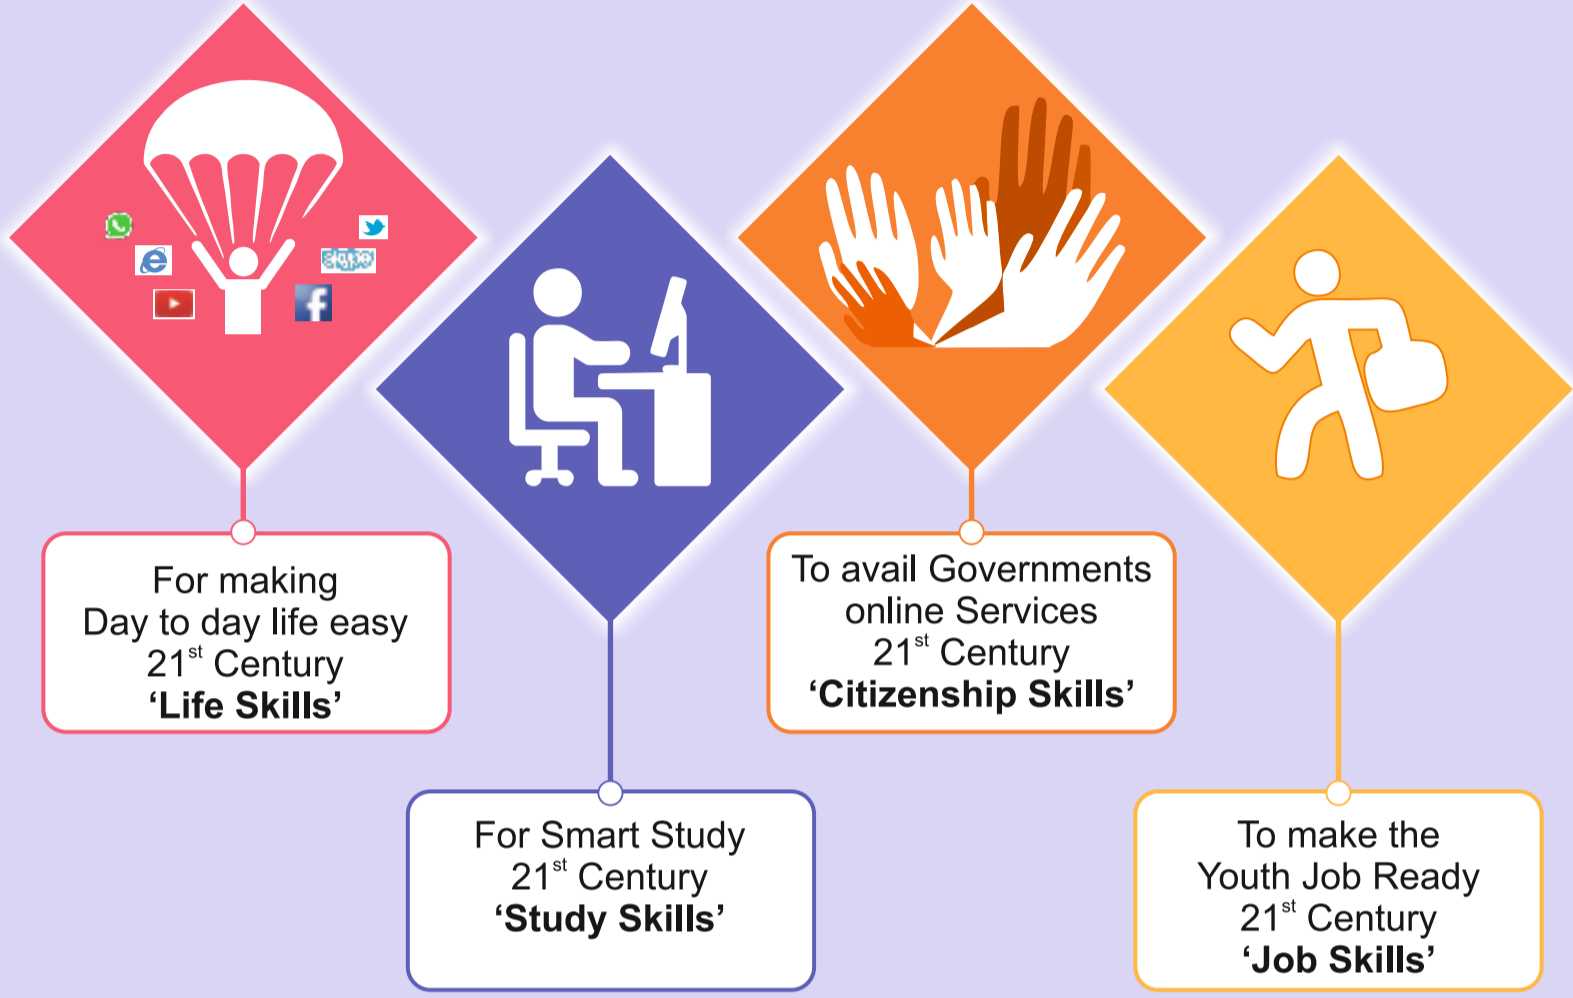 skype
For making
Day to day life easy
21st Century
‘Life Skills’
For Smart Study
21st Century
‘Study Skills’
To avail Governments
online Services
21st Century
‘Citizenship Skills’
To make the
Youth Job Ready
21st Century
‘Job Skills’